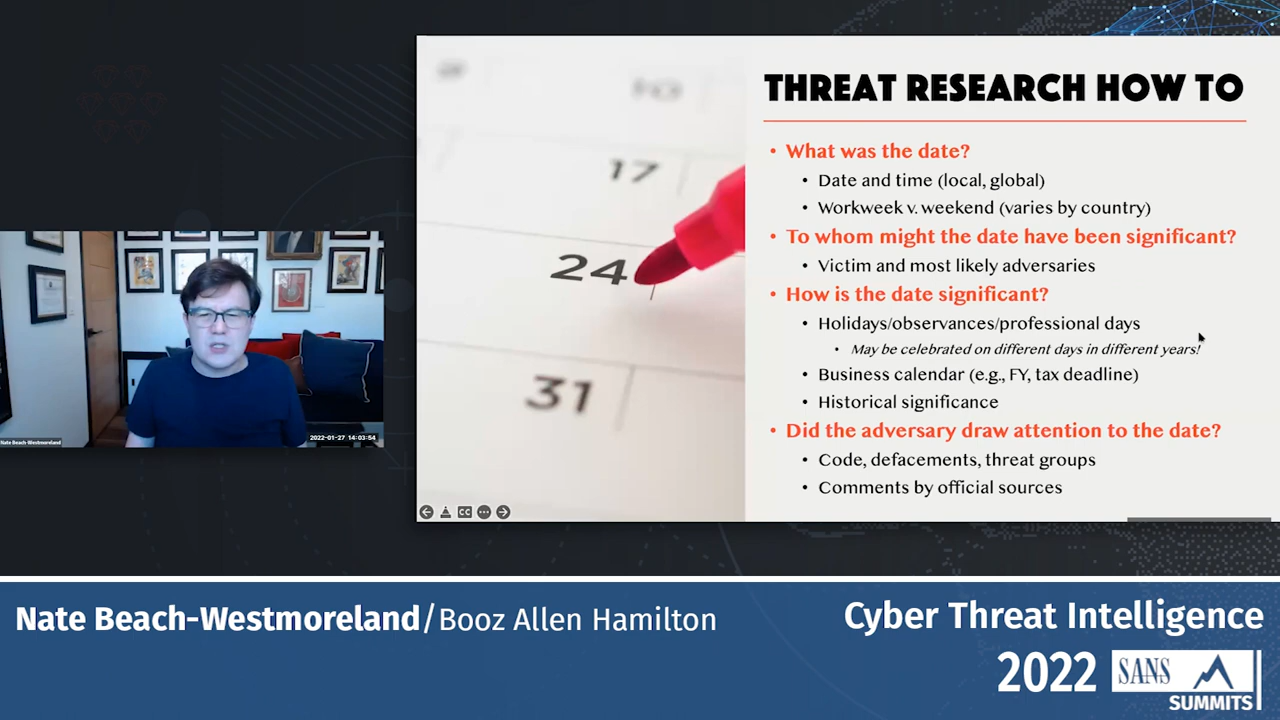 THREAT RESEARCH HOW TO
• What was the date?
• Date and time (local, global)
• Workweek v. weekend (varies by country)
• To whom might the date have been significant?
• Victim and most likely adversaries
• How is the date significant?
• Holidays/observances/professional days
• May be celebrated on different days in different years!
• Business calendar (e.g., FY, tax deadline)
• Historical significance
• Did the adversary draw attention to the date?
• Code, defacements, threat groups
• Comments by official sources
10
17
24
31
CC
Nate Beach-Westmoreland
2022-01-27 14:03:54
Nate Beach-Westmoreland/Booz Allen Hamilton
Cyber Threat Intelligence
2022
SANS
SUMMITS